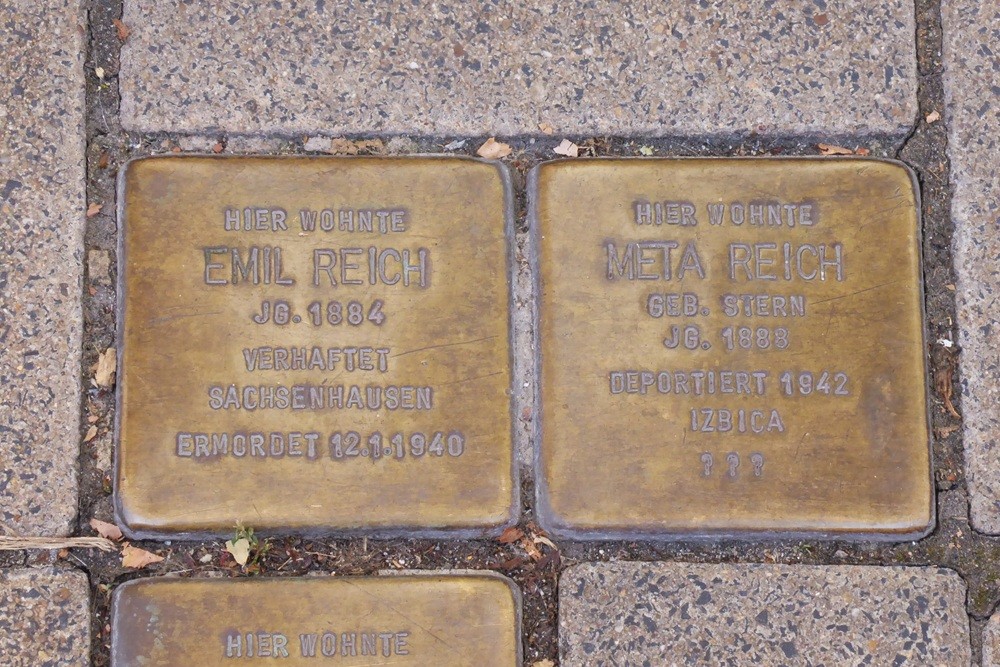 HIER WOHNTE
EMIL REICH
JG. 1884
VERHAFTET
SACHSENHAUSEN
ERMORDET 12.1.1940
HIER WOHNTE
META REICH
GEB. STERN
JG. 1888
DEPORTIERT 1942
IZBICA
???
HIER WOHNTE